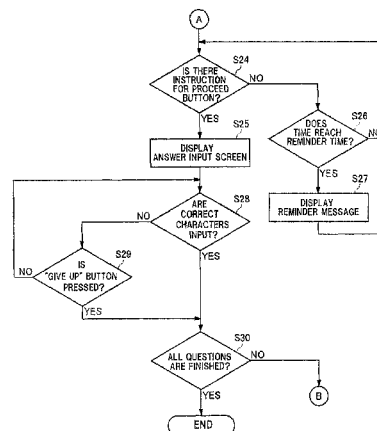 A
S24
IS THERE
INSTRUCTION
FOR PROCEED
BUTTON?
NO
YES
S25
DISPLAY
ANSWER INPUT SCREEN
S26
DOES
TIME REACH
REMINDER TIME?
NO
YES
S27
DISPLAY
REMINDER MESSAGE
S28
ARE
CORRECT
CHARACTERS
INPUT?
NO
YES
S29
IS
"GIVE UP" BUTTON
PRESSED?
NO
YES
S30
ALL QUESTIONS
ARE FINISHED?
NO
YES
B
END